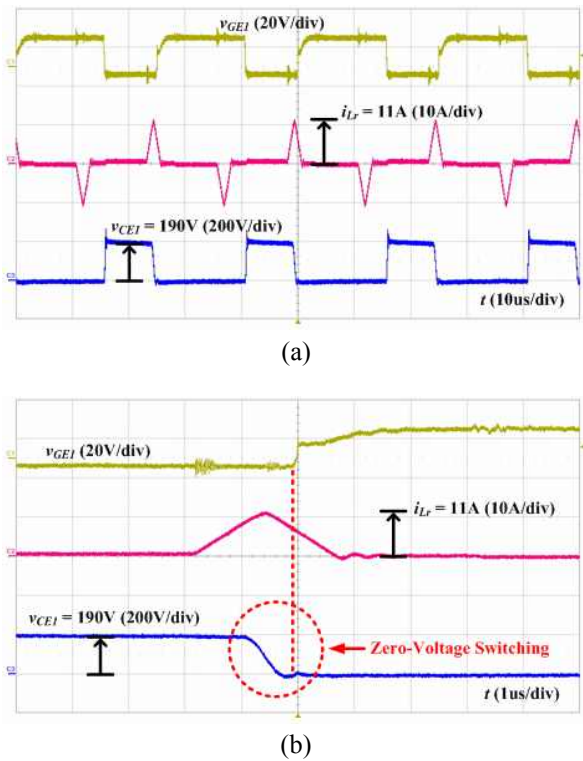 v_GE1 (20V/div)
i_Lr = 11A (10A/div)
v_CE1 = 190V (200V/div)
t (10us/div)
(a)
v_GE1 (20V/div)
i_Lr = 11A (10A/div)
v_CE1 = 190V (200V/div)
Zero-Voltage Switching
t (1us/div)
(b)